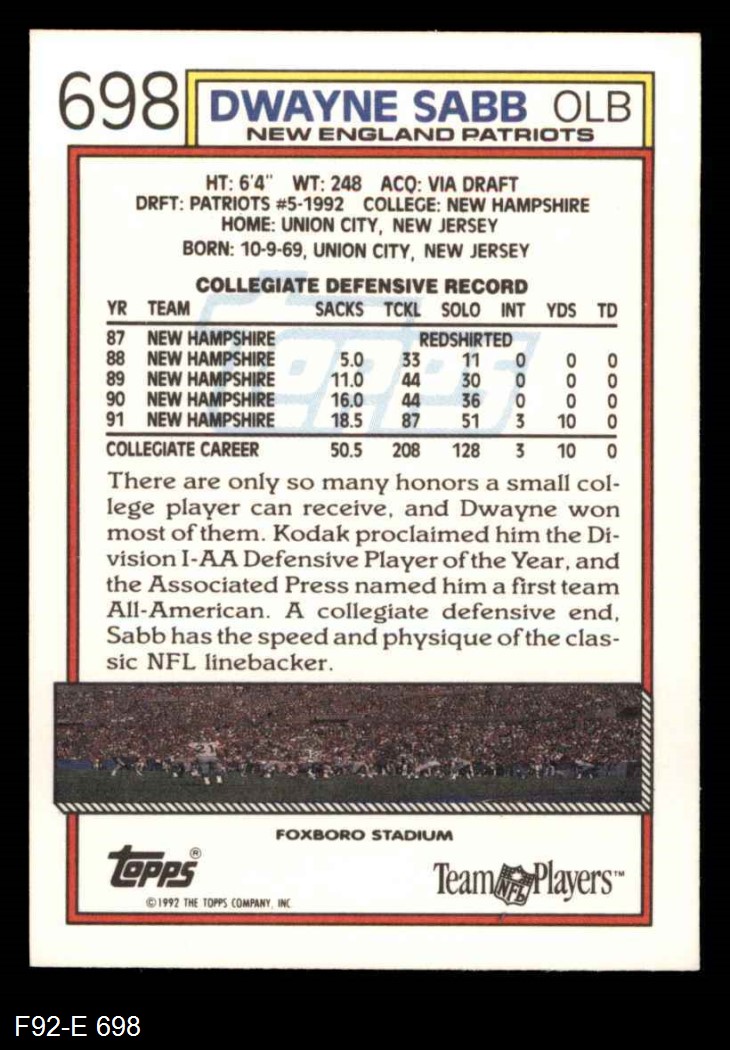 698 DWAYNE SABB OLB
NEW ENGLAND PATRIOTS
HT: 6'4" WT: 248 ACQ: VIA DRAFT
DRFT: PATRIOTS #5-1992 COLLEGE: NEW HAMPSHIRE
HOME: UNION CITY, NEW JERSEY
BORN: 10-9-69, UNION CITY, NEW JERSEY
COLLEGIATE DEFENSIVE RECORD
YR TEAM SACKS TCKL SOLO INT YDS TD
87 NEW HAMPSHIRE REDSHIRTED
88 NEW HAMPSHIRE 5.0 33 11 0 0 0
89 NEW HAMPSHIRE 11.0 44 30 0 0 0
90 NEW HAMPSHIRE 16.0 44 36 0 0 0
91 NEW HAMPSHIRE 18.5 87 51 3 10 0
COLLEGIATE CAREER 50.5 208 128 3 10 0
There are only so many honors a small col-
lege player can receive, and Dwayne won
most of them. Kodak proclaimed him the Di-
vision I-AA Defensive Player of the Year, and
the Associated Press named him a first team
All-American. A collegiate defensive end,
Sabb has the speed and physique of the clas-
sic NFL linebacker.
21
FOXBORO STADIUM
Topps®
©1992 THE TOPPS COMPANY, INC
Team NFL Players™
F92-E 698